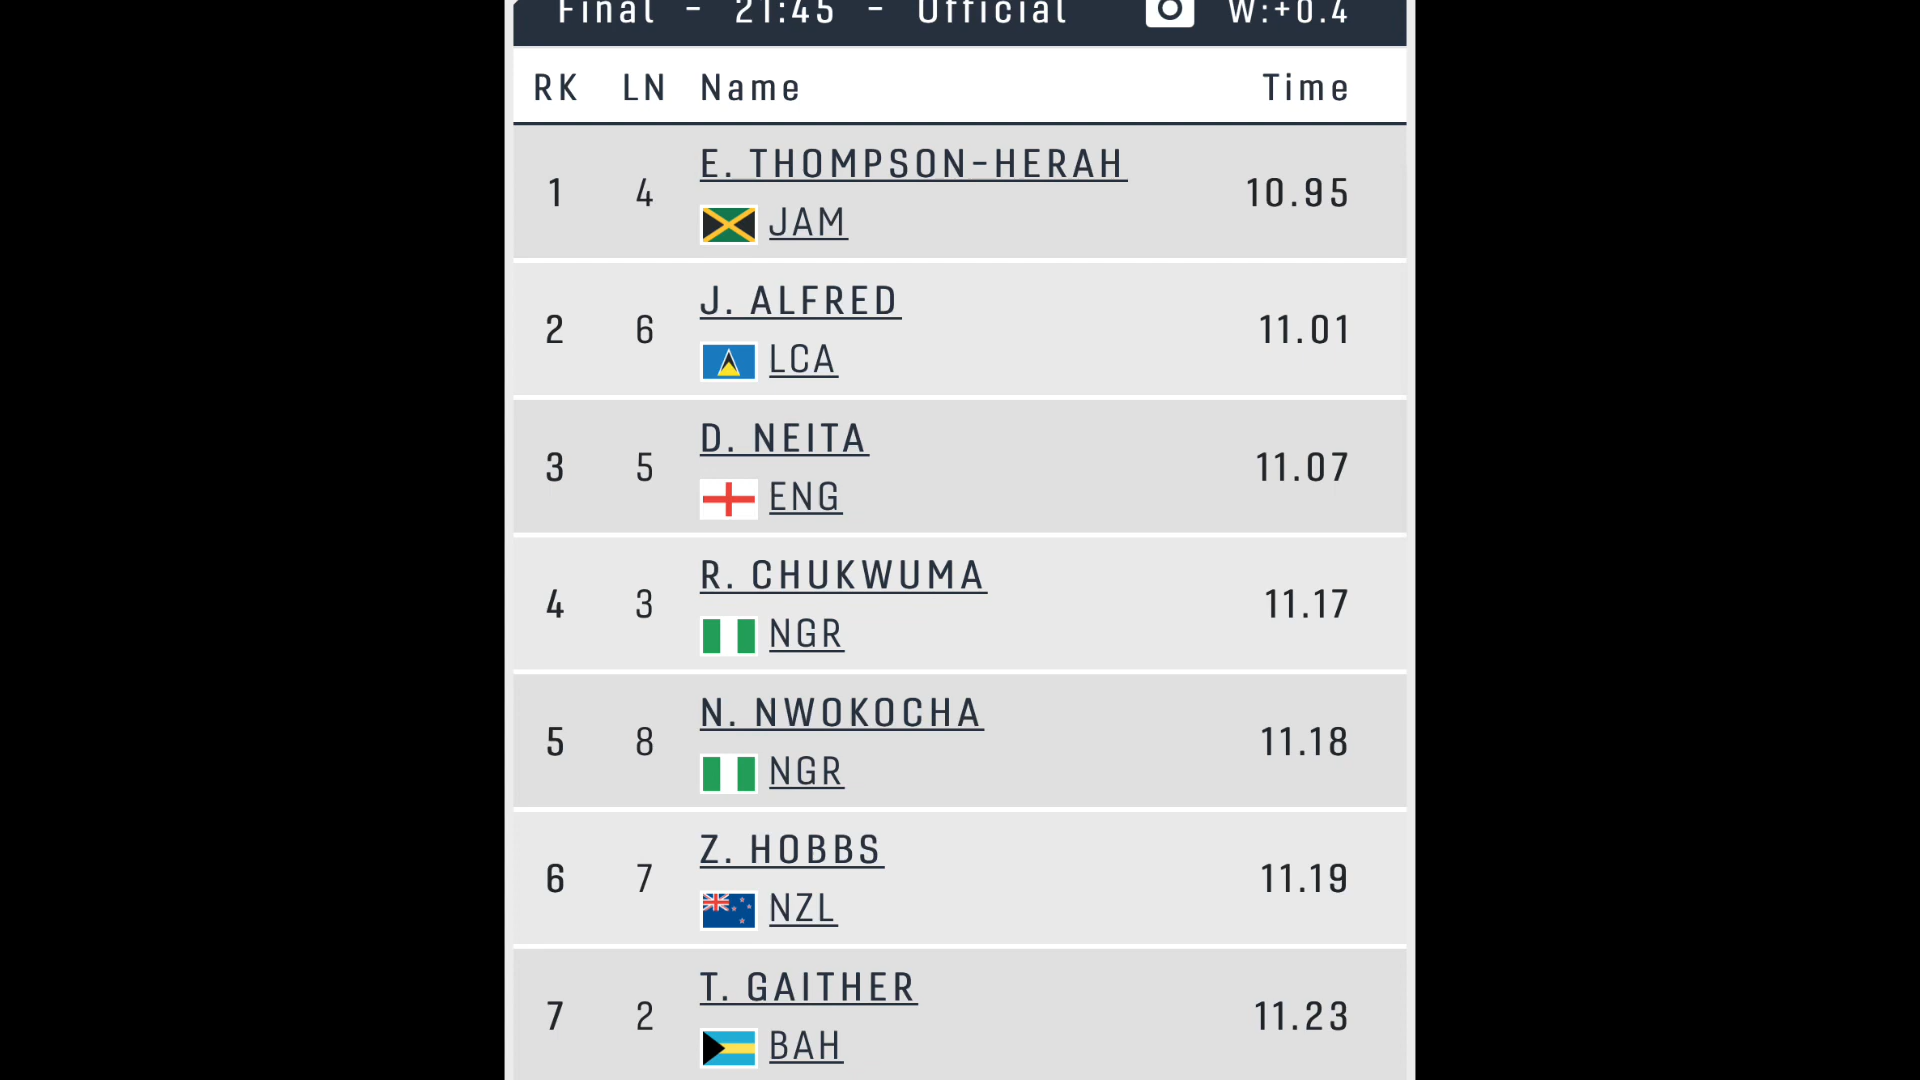 Final - 21:45 - Official W:+0.4
RK LN Name Time
1 4 E. THOMPSON-HERAH 10.95
JAM
2 6 J. ALFRED 11.01
LCA
3 5 D. NEITA 11.07
ENG
4 3 R. CHUKWUMA 11.17
NGR
5 8 N. NWOKOCHA 11.18
NGR
6 7 Z. HOBBS 11.19
NZL
7 2 T. GAITHER 11.23
BAH